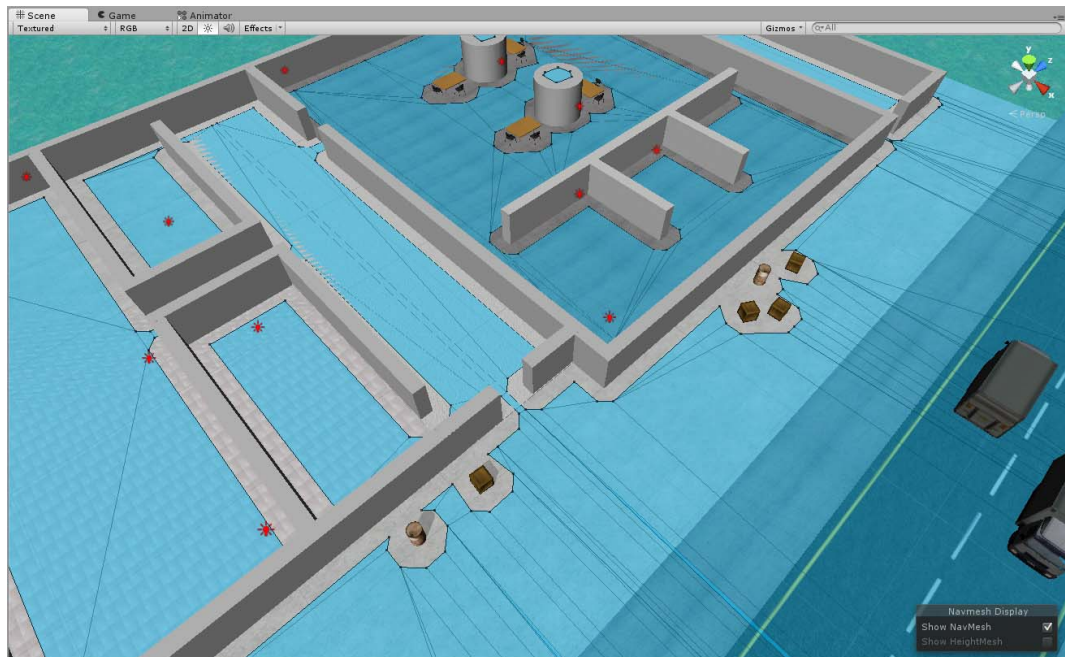 Scene Game Animator
Textured RGB 2D Effects Gizmos All
y
z
x
Persp
Navmesh Display
Show NavMesh
Show HeightMesh